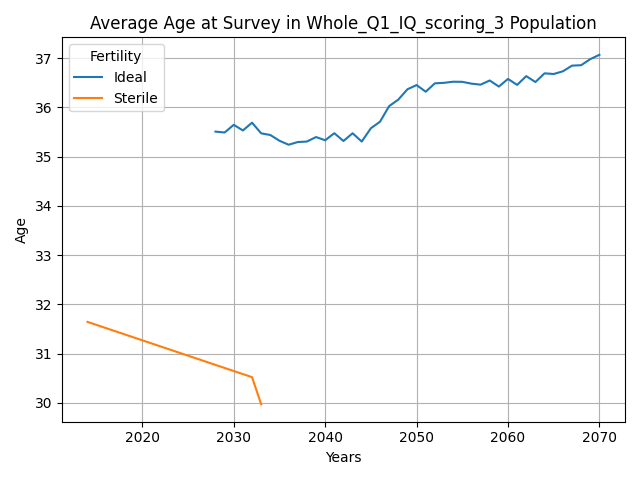 Average Age at Survey in Whole_Q1_IQ_scoring_3 Population
Fertility
Ideal
Sterile
37
36
35
34
33
32
31
30
Age
2020 2030 2040 2050 2060 2070
Years